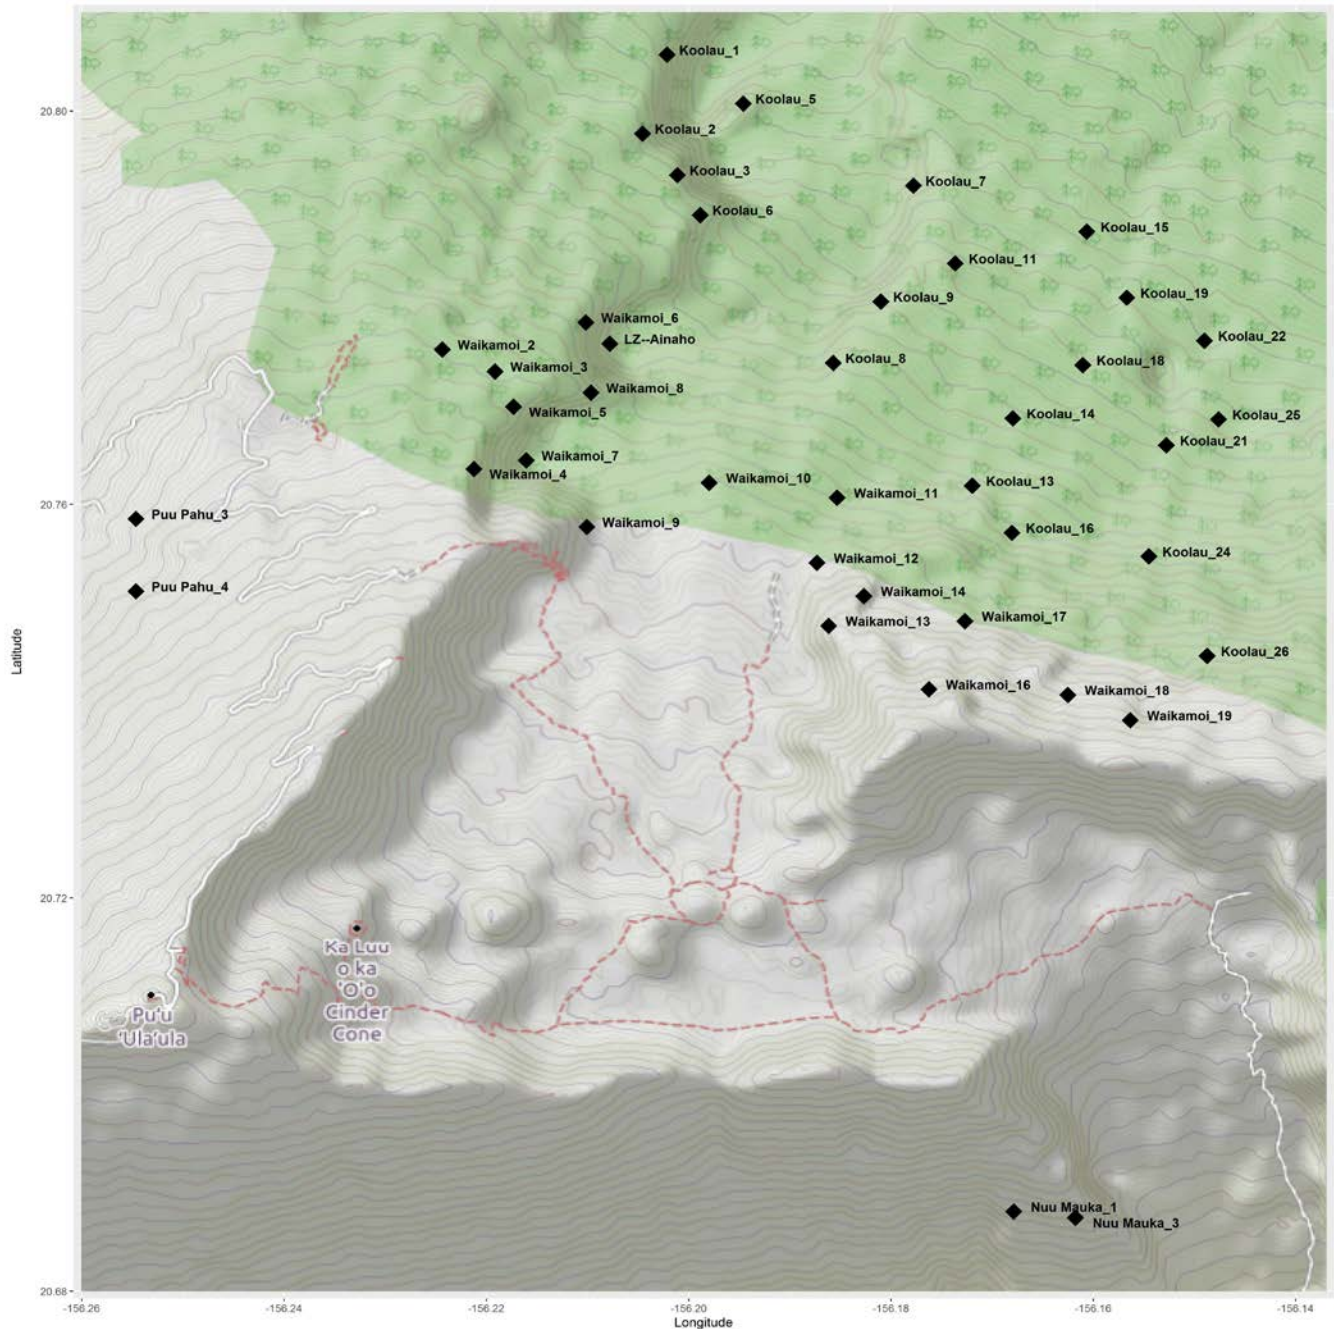 Koolau_1
Koolau_5
20.80
Koolau_2
Koolau_3
Koolau_7
Koolau_6
Koolau_15
Koolau_11
Koolau_19
Koolau_9
Waikamoi_6
LZ--Ainaho
Koolau_22
Waikamoi_2
Koolau_8
Koolau_18
Waikamoi_3
Waikamoi_8
Waikamoi_5
Koolau_14
Koolau_25
Koolau_21
Waikamoi_7
Waikamoi_4
Waikamoi_10
Koolau_13
Waikamoi_11
20.76
Puu Pahu_3
Waikamoi_9
Koolau_16
Koolau_24
Waikamoi_12
Puu Pahu_4
Waikamoi_14
Waikamoi_17
Waikamoi_13
Koolau_26
Latitude
Waikamoi_16
Waikamoi_18
Waikamoi_19
20.72
Ka Luu
o ka
'O'o
Cinder
Cone
Pu'u
'Ula'ula
Nuu Mauka_1
Nuu Mauka_3
20.68
-156.26
-156.24
-156.22
-156.20
-156.18
-156.16
-156.14
Longitude